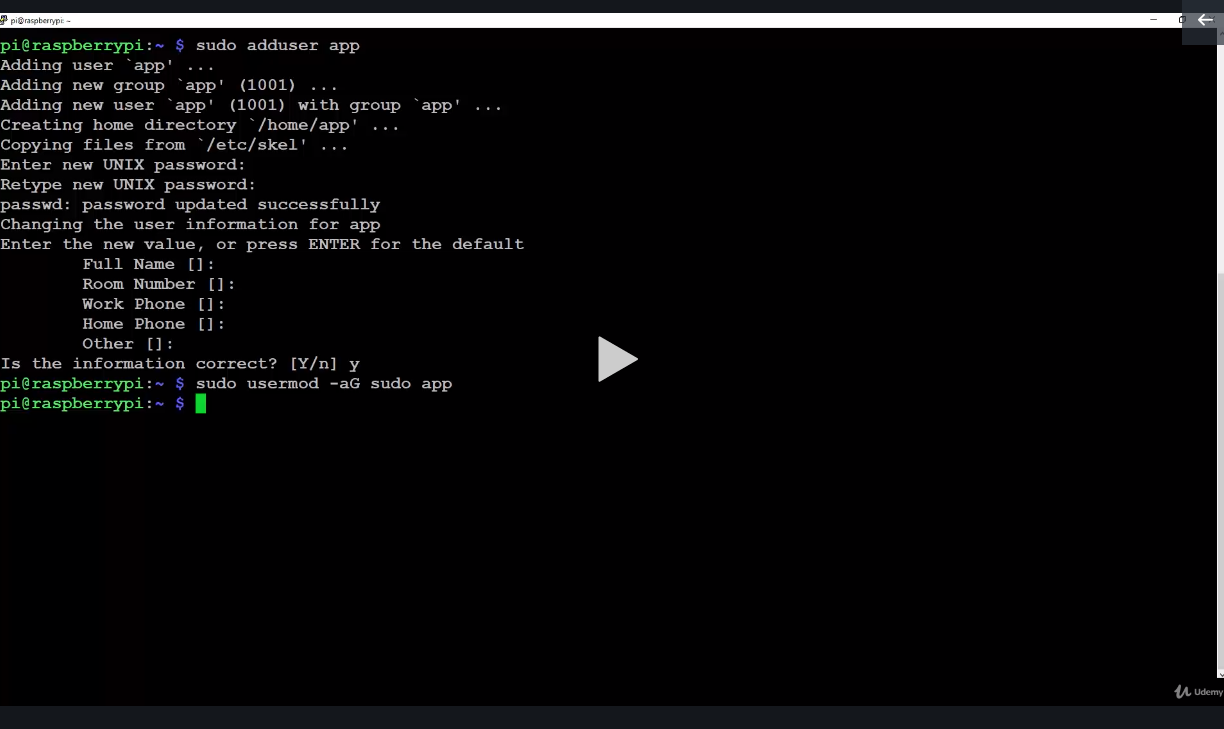 pi@raspberrypi: ~
pi@raspberrypi:~ $ sudo adduser app
Adding user `app' ...
Adding new group `app' (1001) ...
Adding new user `app' (1001) with group `app' ...
Creating home directory `/home/app' ...
Copying files from `/etc/skel' ...
Enter new UNIX password:
Retype new UNIX password:
passwd: password updated successfully
Changing the user information for app
Enter the new value, or press ENTER for the default
Full Name []:
Room Number []:
Work Phone []:
Home Phone []:
Other []:
Is the information correct? [Y/n] y
pi@raspberrypi:~ $ sudo usermod -aG sudo app
pi@raspberrypi:~ $
Udemy